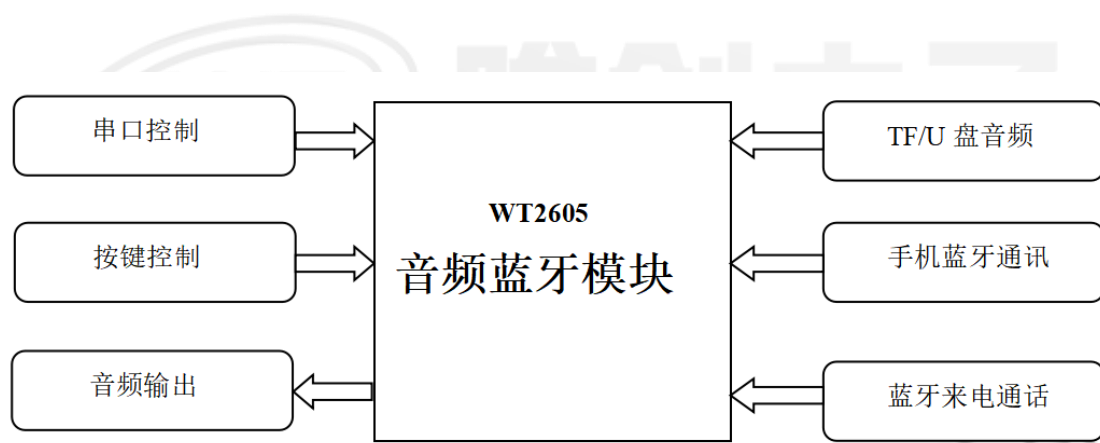 串口控制
TF/U 盘音频
WT2605
按键控制
音频蓝牙模块
手机蓝牙通讯
音频输出
蓝牙来电通话